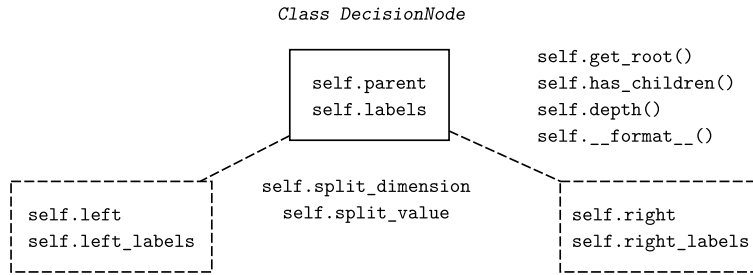 Class DecisionNode
self.parent
self.labels
self.get_root()
self.has_children()
self.depth()
self.__format__()
self.split_dimension
self.split_value
self.left
self.left_labels
self.right
self.right_labels